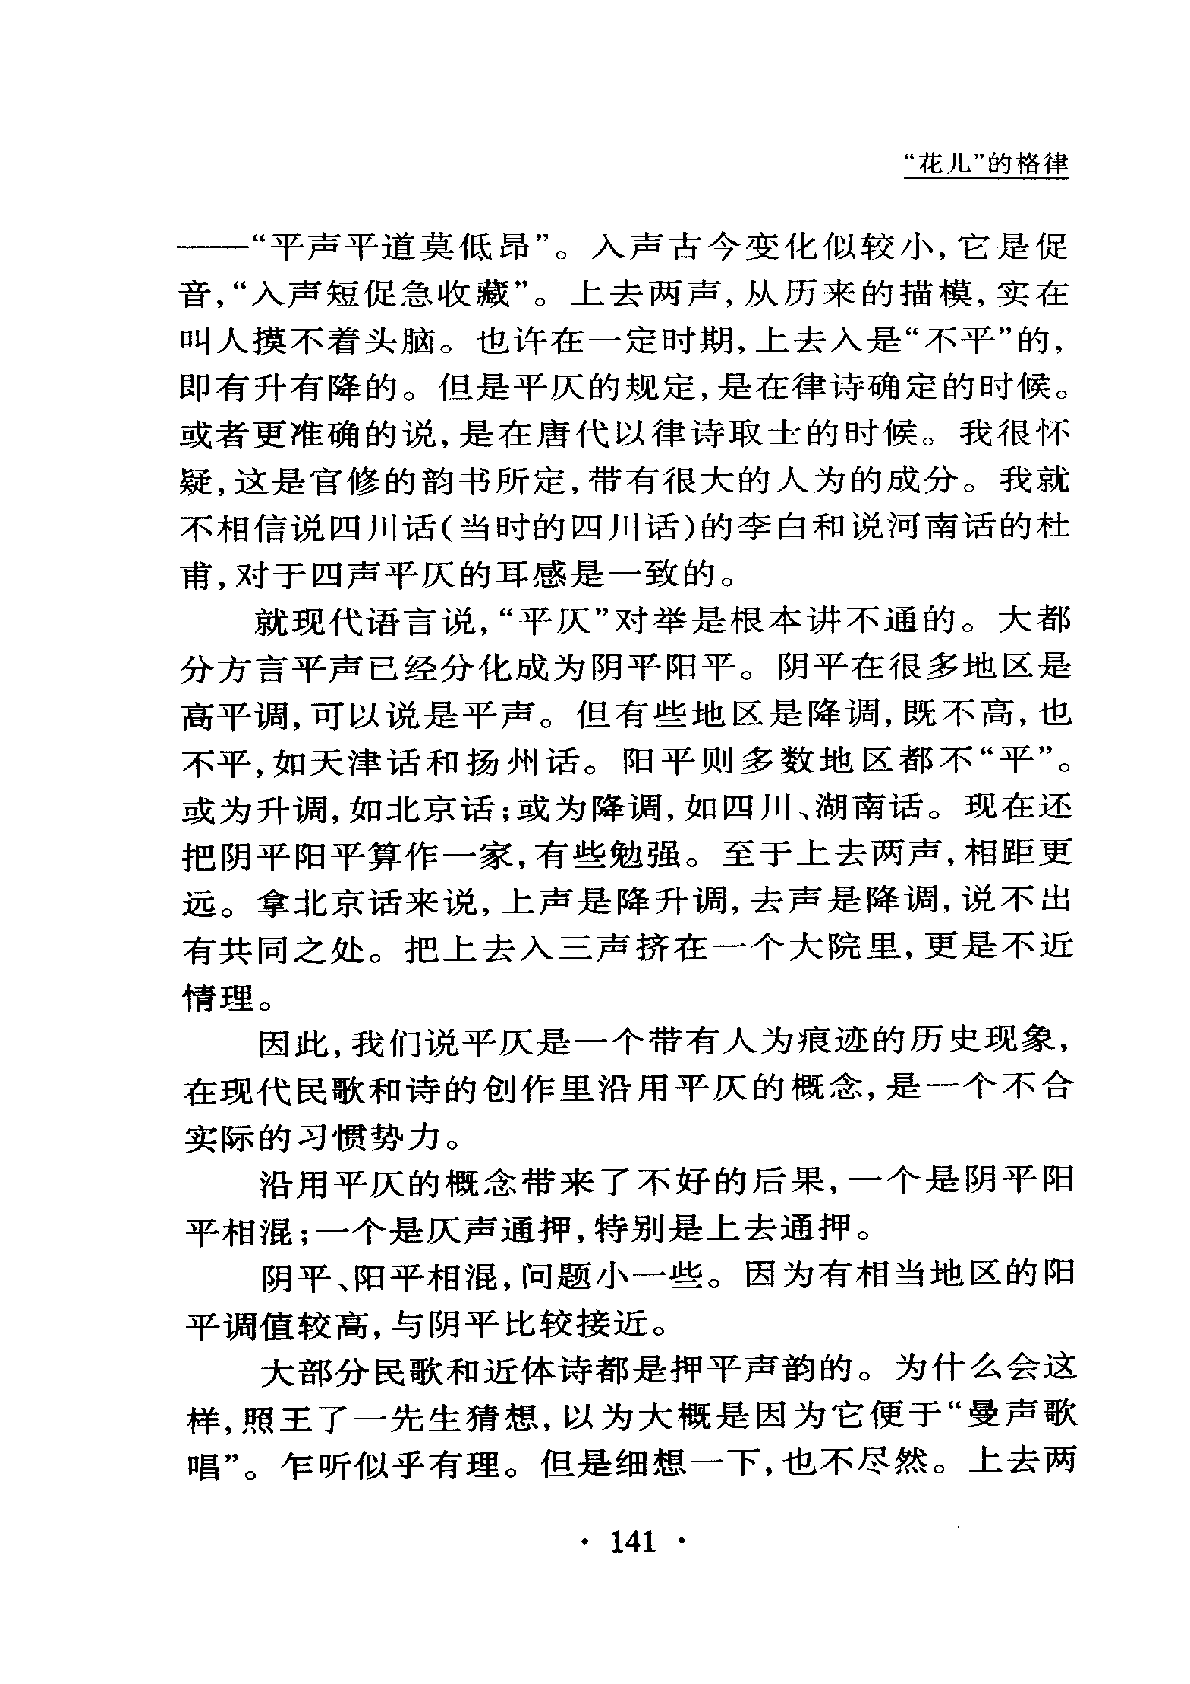 “花儿”的格律
——“平声平道莫低昂”。入声古今变化似较小,它是促
音,“入声短促急收藏”。上去两声,从历来的描模,实在
叫人摸不着头脑。也许在一定时期,上去入是“不平”的,
即有升有降的。但是平仄的规定,是在律诗确定的时候。
或者更准确的说,是在唐代以律诗取士的时候。我很怀
疑,这是官修的韵书所定,带有很大的人为的成分。我就
不相信说四川话(当时的四川话)的李白和说河南话的杜
甫,对于四声平仄的耳感是一致的。
就现代语言说,“平仄”对举是根本讲不通的。大都
分方言平声已经分化成为阴平阳平。阴平在很多地区是
高平调,可以说是平声。但有些地区是降调,既不高,也
不平,如天津话和扬州话。阳平则多数地区都不“平”。
或为升调,如北京话;或为降调,如四川、湖南话。现在还
把阴平阳平算作一家,有些勉强。至于上去两声,相距更
远。拿北京话来说,上声是降升调,去声是降调,说不出
有共同之处。把上去入三声挤在一个大院里,更是不近
情理。
因此,我们说平仄是一个带有人为痕迹的历史现象,
在现代民歌和诗的创作里沿用平仄的概念,是一个不合
实际的习惯势力。
沿用平仄的概念带来了不好的后果,一个是阴平阳
平相混;一个是仄声通押,特别是上去通押。
阴平、阳平相混,问题小一些。因为有相当地区的阳
平调值较高,与阴平比较接近。
大部分民歌和近体诗都是押平声韵的。为什么会这
样,照王了一先生猜想,以为大概是因为它便于“曼声歌
唱”。乍听似乎有理。但是细想一下,也不尽然。上去两
· 141 ·